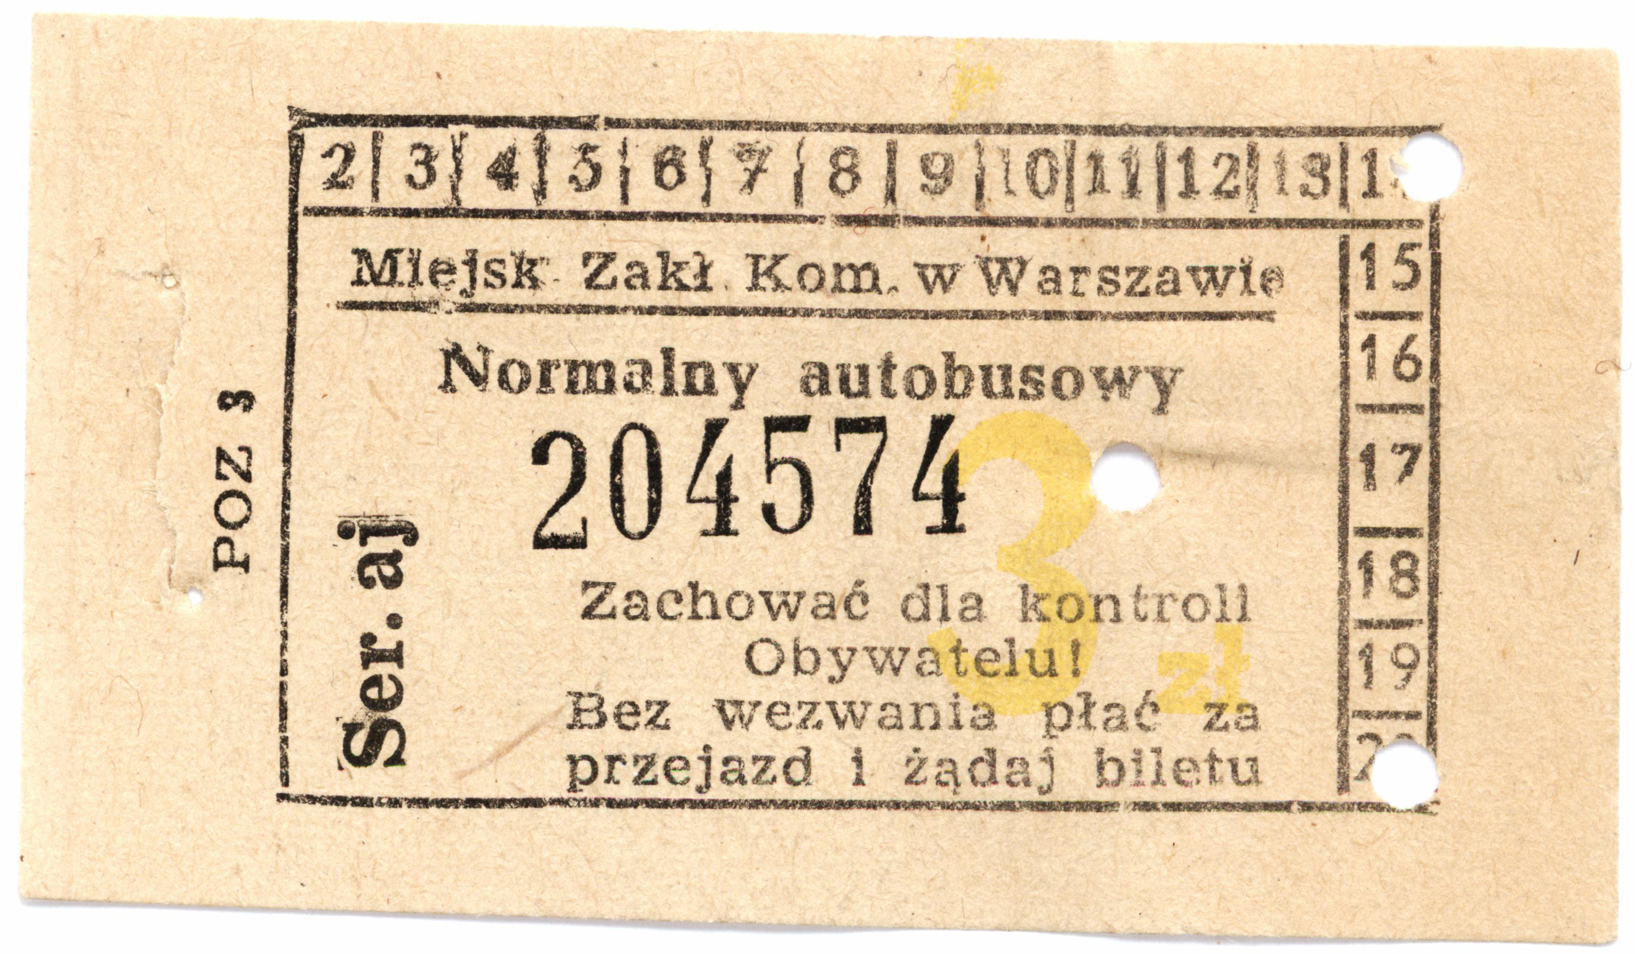 2 3 4 5 6 7 8 9 10 11 12 13
Miejsk. Zakł. Kom. w Warszawie
Normalny autobusowy
204574
3 zł
Zachować dla kontroli
Obywatelu!
Bez wezwania płać za
przejazd i żądaj biletu
Ser. aj
POZ 3
15
16
17
18
19